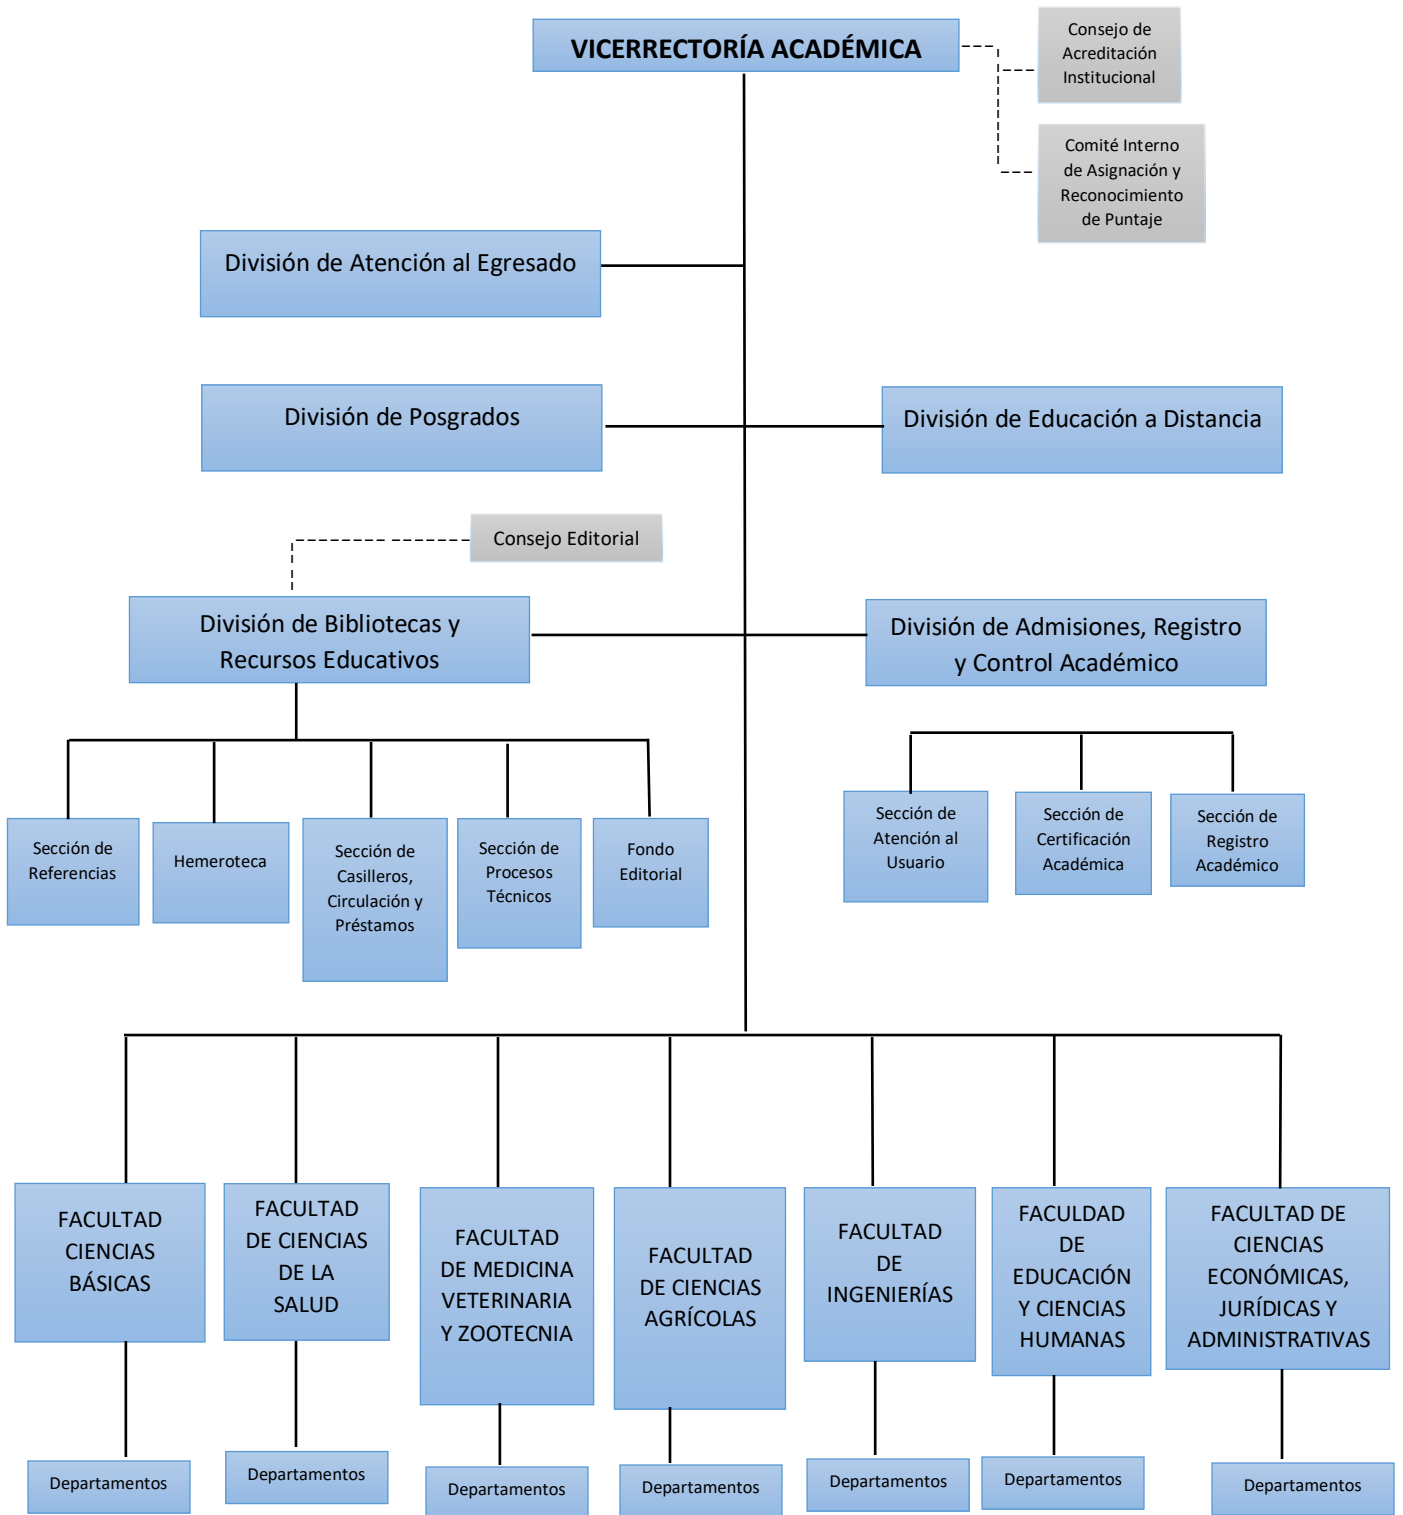 VICERRECTORÍA ACADÉMICA
Consejo de
Acreditación
Institucional
Comité Interno
de Asignación y
Reconocimiento
de Puntaje
División de Atención al Egresado
División de Posgrados
División de Educación a Distancia
Consejo Editorial
División de Bibliotecas y
Recursos Educativos
División de Admisiones, Registro
y Control Académico
Sección de
Referencias
Hemeroteca
Sección de
Casilleros,
Circulación y
Préstamos
Sección de
Procesos
Técnicos
Fondo
Editorial
Sección de
Atención al
Usuario
Sección de
Certificación
Académica
Sección de
Registro
Académico
FACULTAD
CIENCIAS
BÁSICAS
FACULTAD
DE CIENCIAS
DE LA
SALUD
FACULTAD
DE MEDICINA
VETERINARIA
Y ZOOTECNIA
FACULTAD
DE CIENCIAS
AGRÍCOLAS
FACULTAD
DE
INGENIERÍAS
FACULDAD
DE
EDUCACIÓN
Y CIENCIAS
HUMANAS
FACULTAD DE
CIENCIAS
ECONÓMICAS,
JURÍDICAS Y
ADMINISTRATIVAS
Departamentos
Departamentos
Departamentos
Departamentos
Departamentos
Departamentos
Departamentos